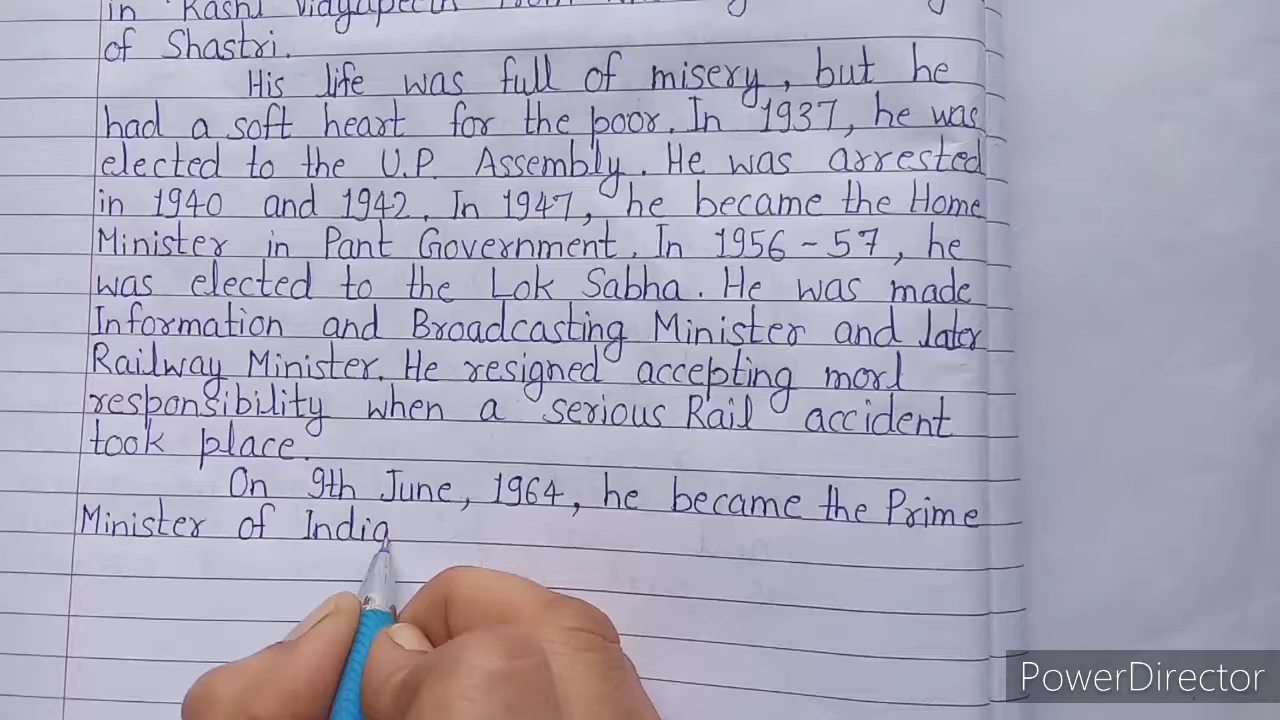 in Kashi Vidyapeeth
of Shastri.
His life was full of misery, but he
had a soft heart for the poor. In 1937, he was
elected to the U.P. Assembly. He was arrested
in 1940 and 1942. In 1947, he became the Home
Minister in Pant Government. In 1956-57, he
was elected to the Lok Sabha. He was made
Information and Broadcasting Minister and later
Railway Minister. He resigned accepting morl
responsibility when a serious Rail accident
took place.
On 9th June, 1964, he became the Prime
Minister of India
PowerDirector